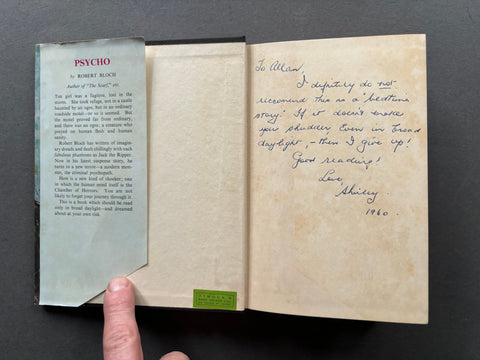 PSYCHO
by ROBERT BLOCH
Author of "The Scarf," etc.
The girl was a fugitive, lost in the
storm. She took refuge, not in a castle
haunted by an ogre, but in an ordinary
roadside motel—or so it seemed. But
the motel proved far from ordinary,
and there was an ogre; a creature who
preyed on human flesh and human
sanity.
Robert Bloch has written of imagi-
nary dreads and dealt chillingly with such
fabulous phantoms as Jack the Ripper.
Now in his latest suspense story, he
turns to a new terror—a modern mon-
ster, the criminal psychopath.
Here is a new kind of shocker; one
in which the human mind itself is the
Chamber of Horrors. You are not
likely to forget your journey through it.
This is a book which should be read
only in broad daylight—and dreamed
about at your own risk.
To Allan,
I definitely do not
reccomend this as a "bedtime
story". If it doesn't make
you shudder even in broad
daylight, - then I give up!
Good reading!
Love
Shirley
1960.